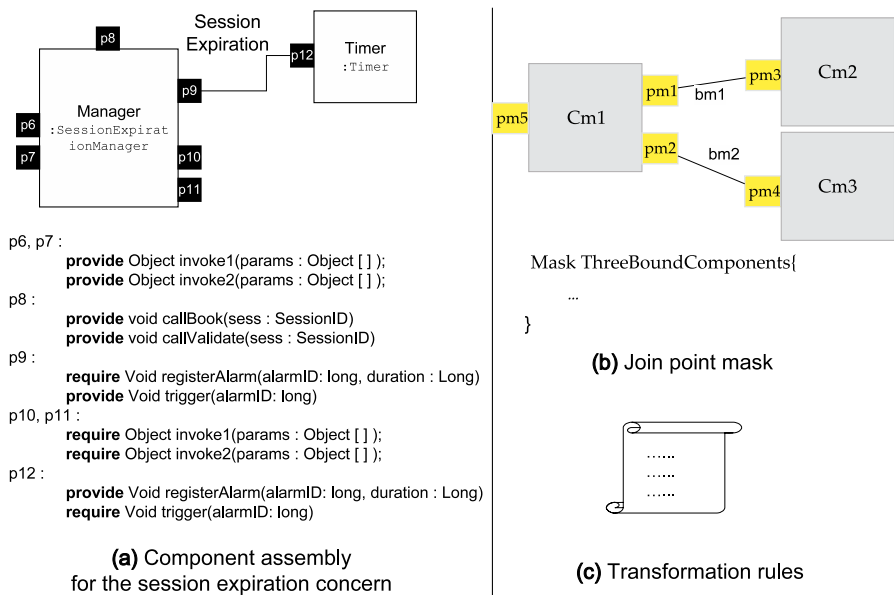 Session
Expiration
p8
p12
Timer
:Timer
p9
Manager
:SessionExpirat
ionManager
p6
p7
p10
p11
p6, p7 :
provide Object invoke1(params : Object [ ] );
provide Object invoke2(params : Object [ ] );
p8 :
provide void callBook(sess : SessionID)
provide void callValidate(sess : SessionID)
p9 :
require Void registerAlarm(alarmID: long, duration : Long)
provide Void trigger(alarmID: long)
p10, p11 :
require Object invoke1(params : Object [ ] );
require Object invoke2(params : Object [ ] );
p12 :
provide Void registerAlarm(alarmID: long, duration : Long)
require Void trigger(alarmID: long)
(a) Component assembly
for the session expiration concern
pm5
Cm1
pm1
bm1
pm3
Cm2
pm2
bm2
pm4
Cm3
Mask ThreeBoundComponents{
...
}
(b) Join point mask
......
......
......
(c) Transformation rules